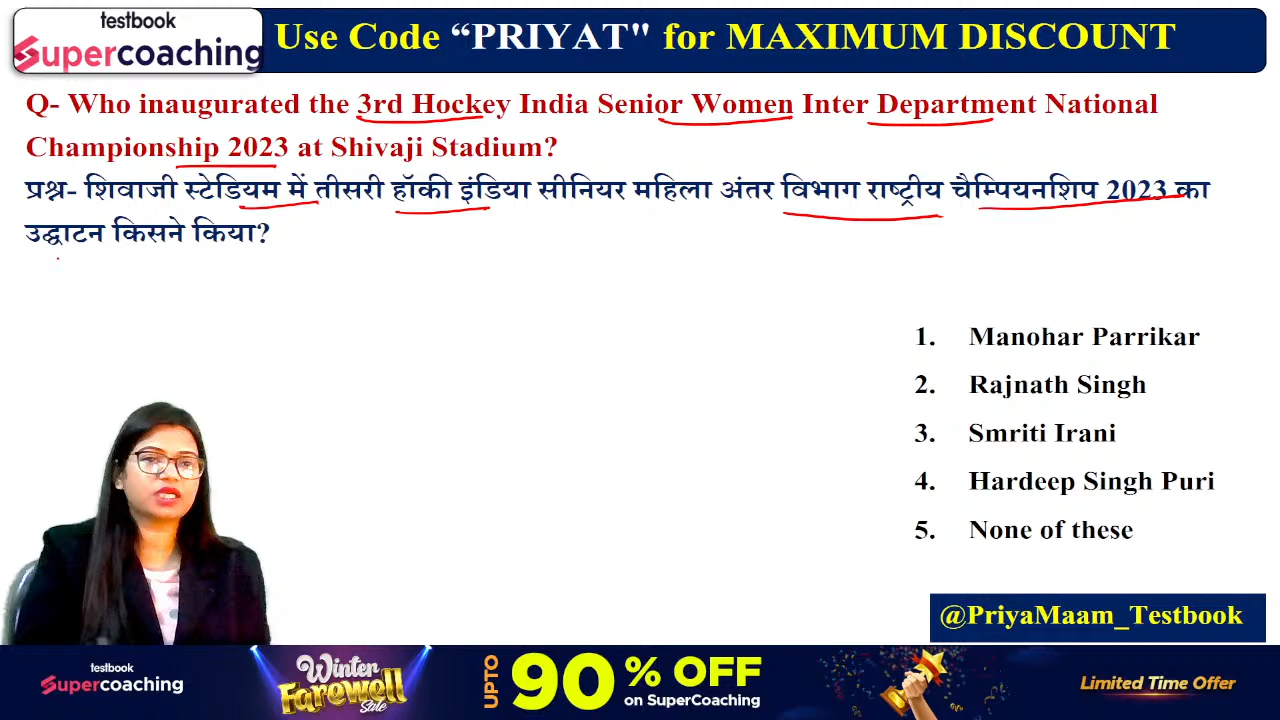 testbook
Supercoaching
Use Code “PRIYAT" for MAXIMUM DISCOUNT
Q- Who inaugurated the 3rd Hockey India Senior Women Inter Department National
Championship 2023 at Shivaji Stadium?
प्रश्न- शिवाजी स्टेडियम में तीसरी हॉकी इंडिया सीनियर महिला अंतर विभाग राष्ट्रीय चैम्पियनशिप 2023 का
उद्घाटन किसने किया?
1. Manohar Parrikar
2. Rajnath Singh
3. Smriti Irani
4. Hardeep Singh Puri
5. None of these
@PriyaMaam_Testbook
testbook
Supercoaching
Winter
Farewell
Sale
UPTO 90% OFF
on SuperCoaching
Limited Time Offer